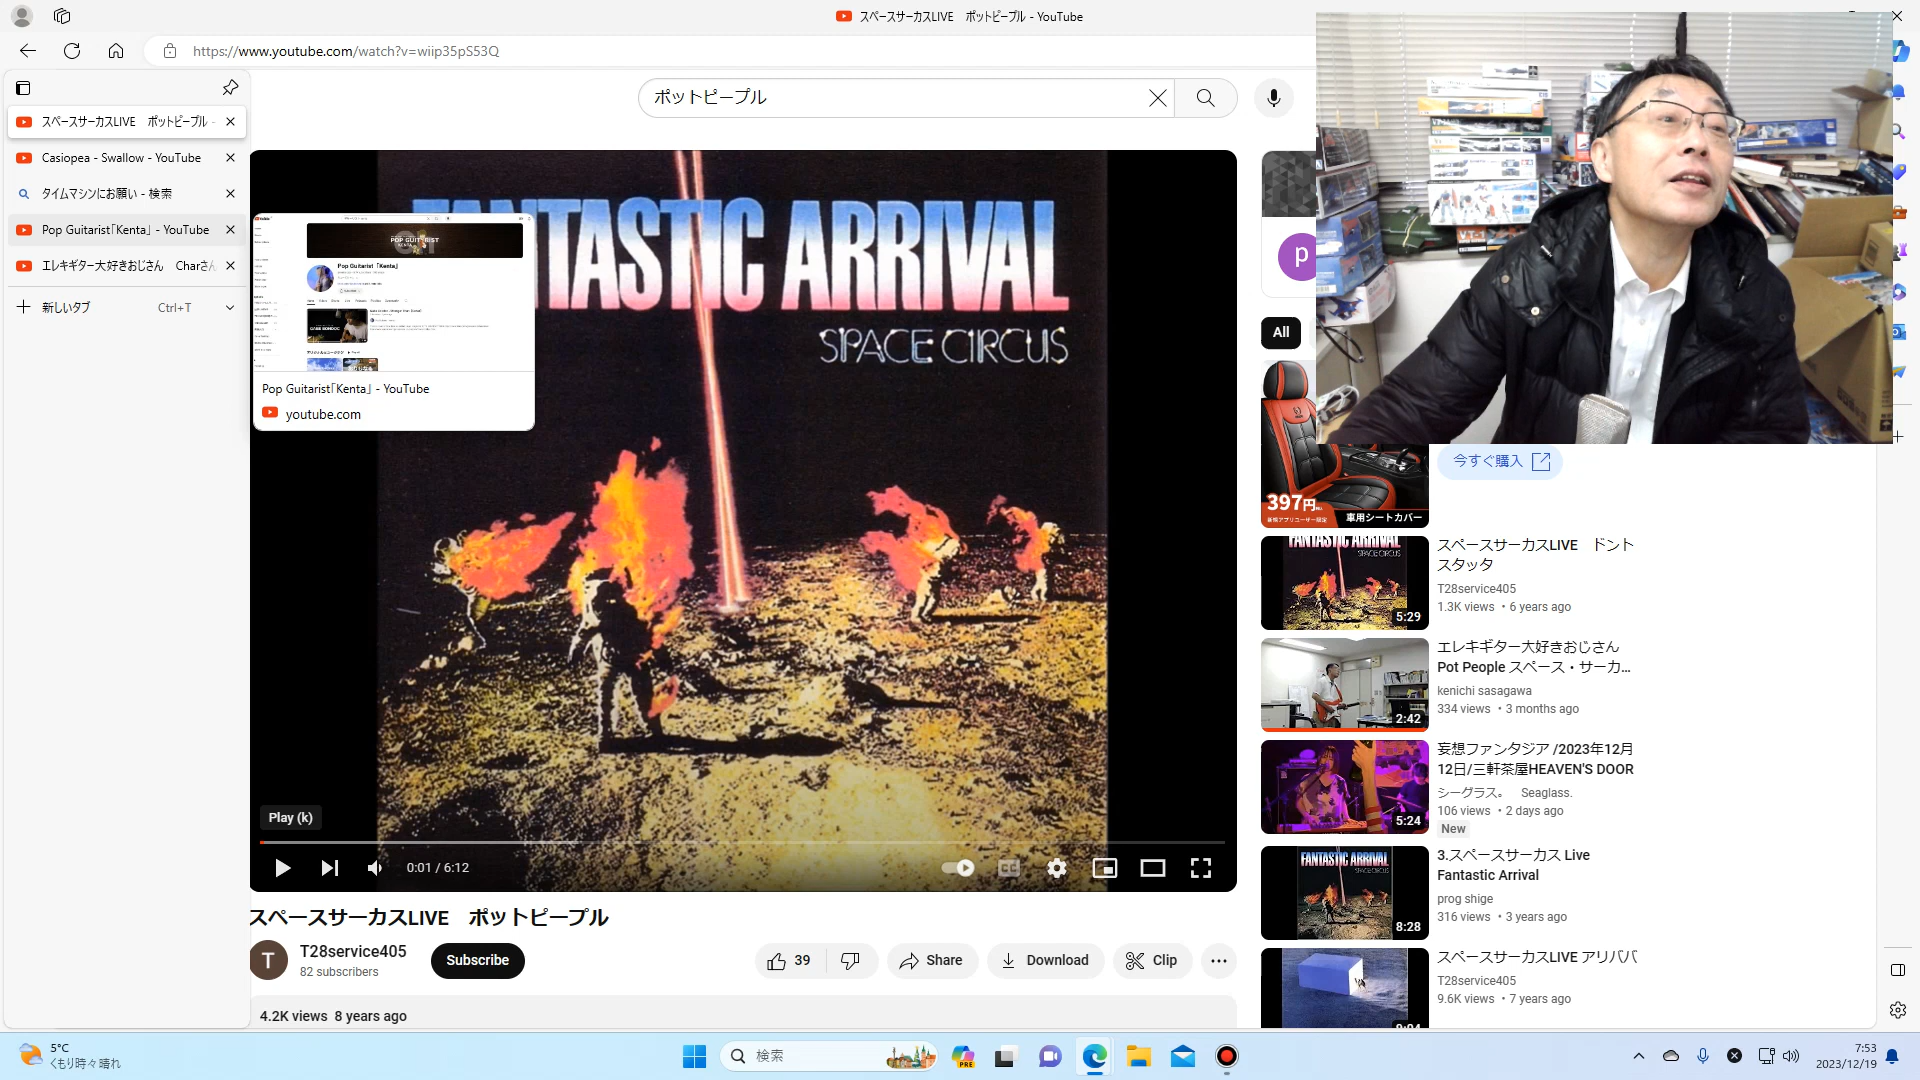 スペースサーカスLIVE　ポットピープル - YouTube
https://www.youtube.com/watch?v=wiip35pS53Q
スペースサーカスLIVE　ポットピープル -
Casiopea - Swallow - YouTube
タイムマシンにお願い - 検索
Pop Guitarist「Kenta」 - YouTube
エレキギター大好きおじさん　Charさん
新しいタブ
Ctrl+T
ポットピープル
POP GUITARIST
Pop Guitarist 「Kenta」
Pop Guitarist「Kenta」 - YouTube
youtube.com
FANTASTIC ARRIVAL
SPACE CIRCUS
Play (k)
0:01 / 6:12
スペースサーカスLIVE　ポットピープル
T
T28service405
82 subscribers
Subscribe
39
Share
Download
Clip
4.2K views 8 years ago
p
All
397円
車用シートカバー
今すぐ購入
FANTASTIC ARRIVAL
SPACE CIRCUS
5:29
スペースサーカスLIVE　ドント
スタッタ
T28service405
1.3K views • 6 years ago
2:42
エレキギター大好きおじさん
Pot People スペース・サーカ...
kenichi sasagawa
334 views • 3 months ago
5:24
妄想ファンタジア /2023年12月
12日/三軒茶屋HEAVEN'S DOOR
シーグラス。　Seaglass.
106 views • 2 days ago
New
FANTASTIC ARRIVAL
SPACE CIRCUS
8:28
3.スペースサーカス Live
Fantastic Arrival
prog shige
316 views • 3 years ago
スペースサーカスLIVE アリババ
T28service405
9.6K views • 7 years ago
VT-1
5°C
くもり時々晴れ
検索
PRE
7:53
2023/12/19